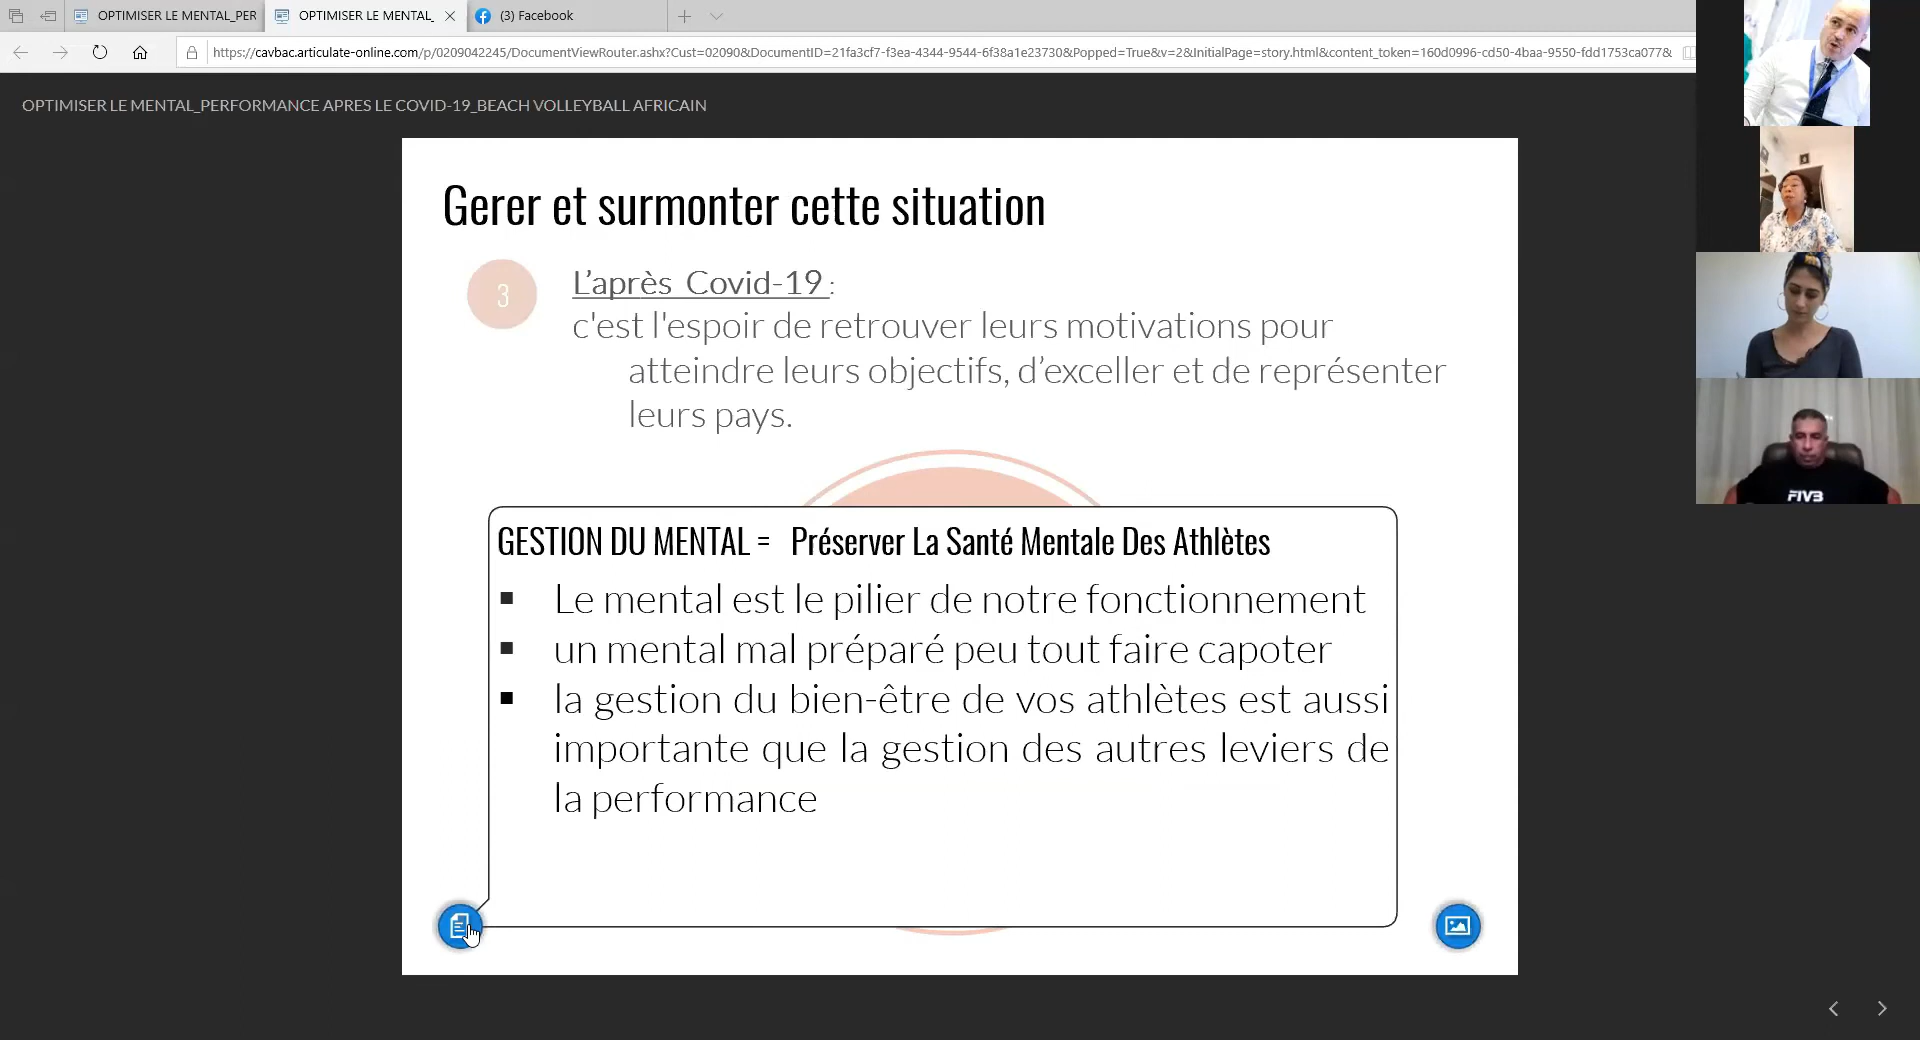 OPTIMISER LE MENTAL_PER
OPTIMISER LE MENTAL_
(3) Facebook
https://cavbac.articulate-online.com/p/0209042245/DocumentViewRouter.ashx?Cust=02090&DocumentID=21fa3cf7-f3ea-4344-9544-6f38a1e23730&Popped=True&v=2&InitialPage=story.html&content_token=160d0996-cd50-4baa-9550-fdd1753ca077&
OPTIMISER LE MENTAL_PERFORMANCE APRES LE COVID-19_BEACH VOLLEYBALL AFRICAIN
Gerer et surmonter cette situation
3
L’après Covid-19 :
c'est l'espoir de retrouver leurs motivations pour
atteindre leurs objectifs, d’exceller et de représenter
leurs pays.
GESTION DU MENTAL = Préserver La Santé Mentale Des Athlètes
▪ Le mental est le pilier de notre fonctionnement
▪ un mental mal préparé peu tout faire capoter
▪ la gestion du bien-être de vos athlètes est aussi
importante que la gestion des autres leviers de
la performance
FIVB